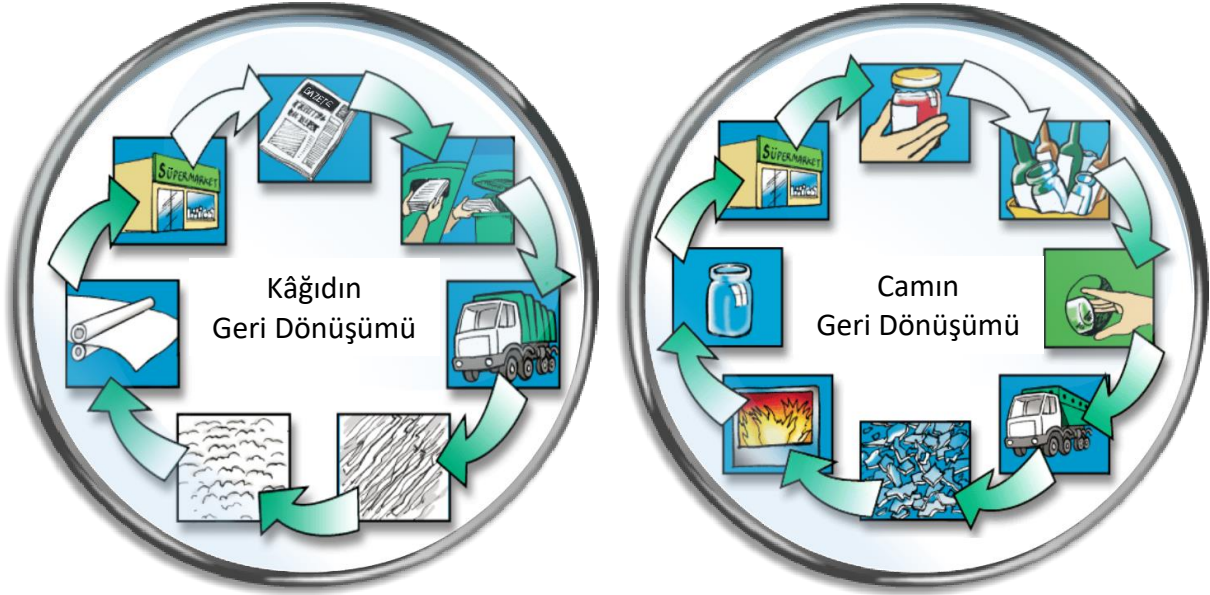 GAZETE
SÜPERMARKET
Kâğıdın
Geri Dönüşümü
SÜPERMARKET
Camın
Geri Dönüşümü